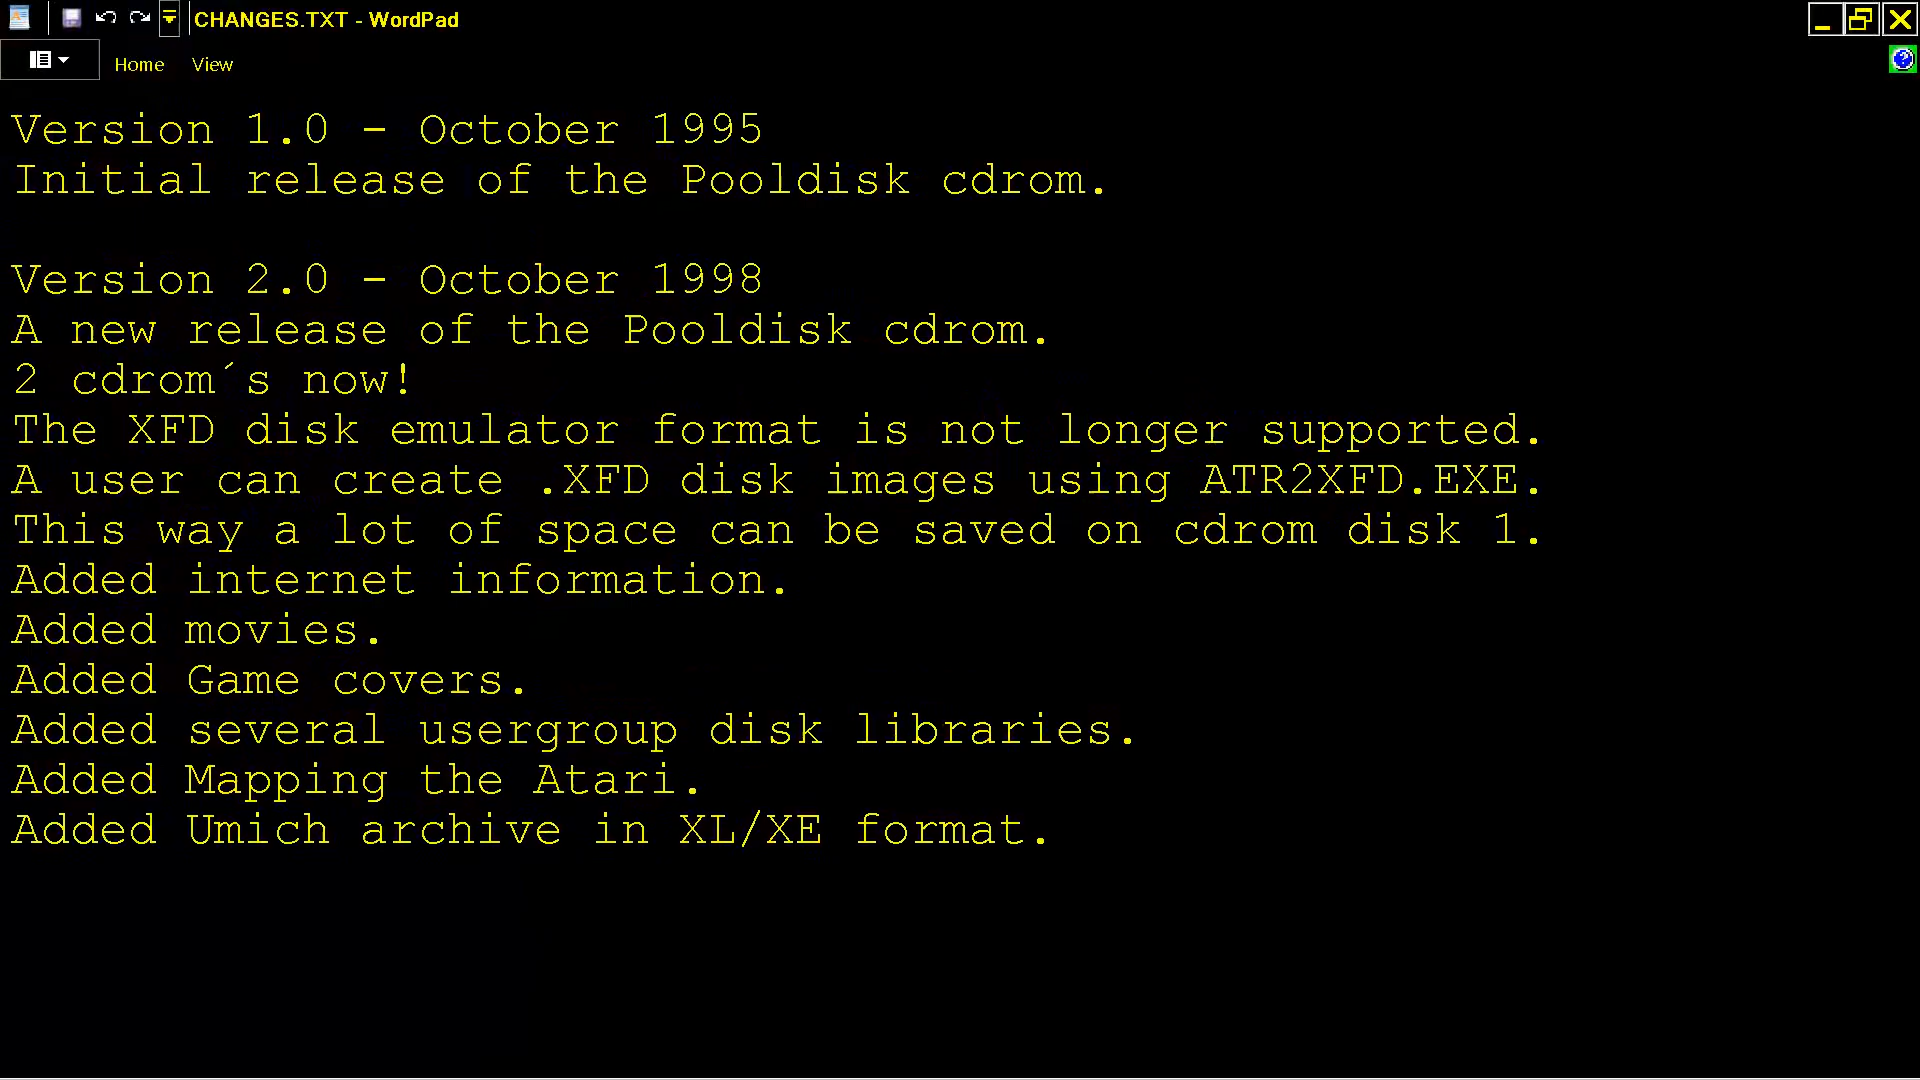 CHANGES.TXT - WordPad
Home View
Version 1.0 - October 1995
Initial release of the Pooldisk cdrom.
Version 2.0 - October 1998
A new release of the Pooldisk cdrom.
2 cdrom´s now!
The XFD disk emulator format is not longer supported.
A user can create .XFD disk images using ATR2XFD.EXE.
This way a lot of space can be saved on cdrom disk 1.
Added internet information.
Added movies.
Added Game covers.
Added several usergroup disk libraries.
Added Mapping the Atari.
Added Umich archive in XL/XE format.